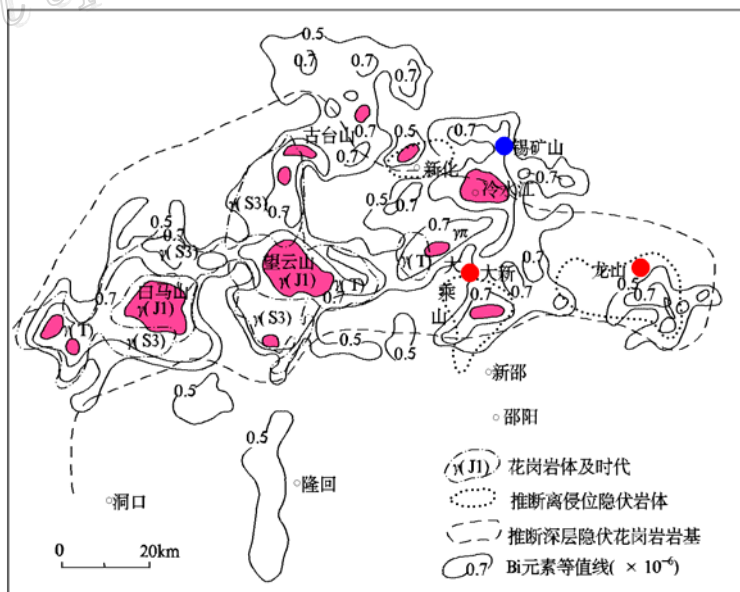 0.5
0.7
0.7
0.7
古台山
0.7
0.5
0.7
锡矿山
0.7
新化
0.7
冷水江
γ(S3)
0.7
0.5
0.7
0.5
0.7
γ(S3)
0.7
γπ
望云山
γ(J1)
γ(T)
γ(T)
大乘山
大新
0.7
龙山
0.5
0.7
白马山
γ(J1)
0.7
0.7
0.7
0.7
γ(T)
γ(S3)
γ(S3)
0.5
0.5
0.5
新邵
邵阳
0.5
隆回
洞口
γ(J1) 花岗岩体及时代
推断离侵位隐伏岩体
推断深层隐伏花岗岩岩基
0.7 Bi元素等值线( × 10⁻⁶)
0 20km